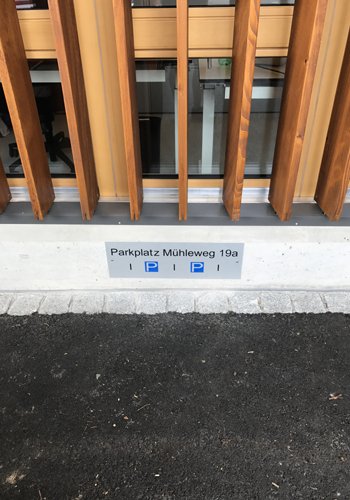 Parkplatz Mühleweg 19a
| P | P |